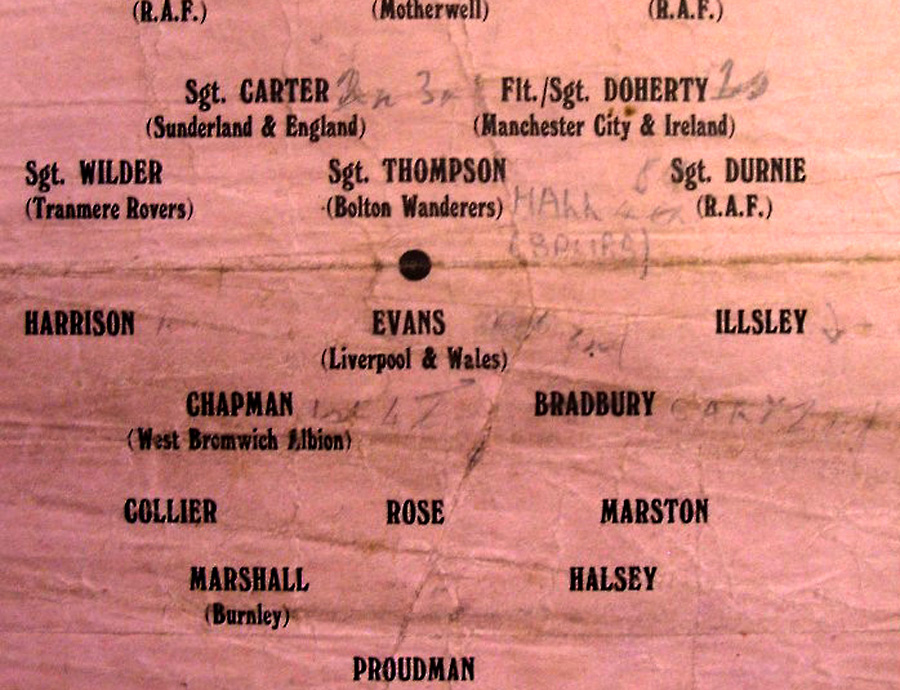 (R.A.F.) (Motherwell) (R.A.F.)
Sgt. CARTER Flt./Sgt. DOHERTY
(Sunderland & England) (Manchester City & Ireland)
Sgt. WILDER Sgt. THOMPSON Sgt. DURNIE
(Tranmere Rovers) (Bolton Wanderers) HALL (R.A.F.)
(SPURS)
HARRISON EVANS ILLSLEY
(Liverpool & Wales)
CHAPMAN BRADBURY
(West Bromwich Albion)
COLLIER ROSE MARSTON
MARSHALL HALSEY
(Burnley)
PROUDMAN